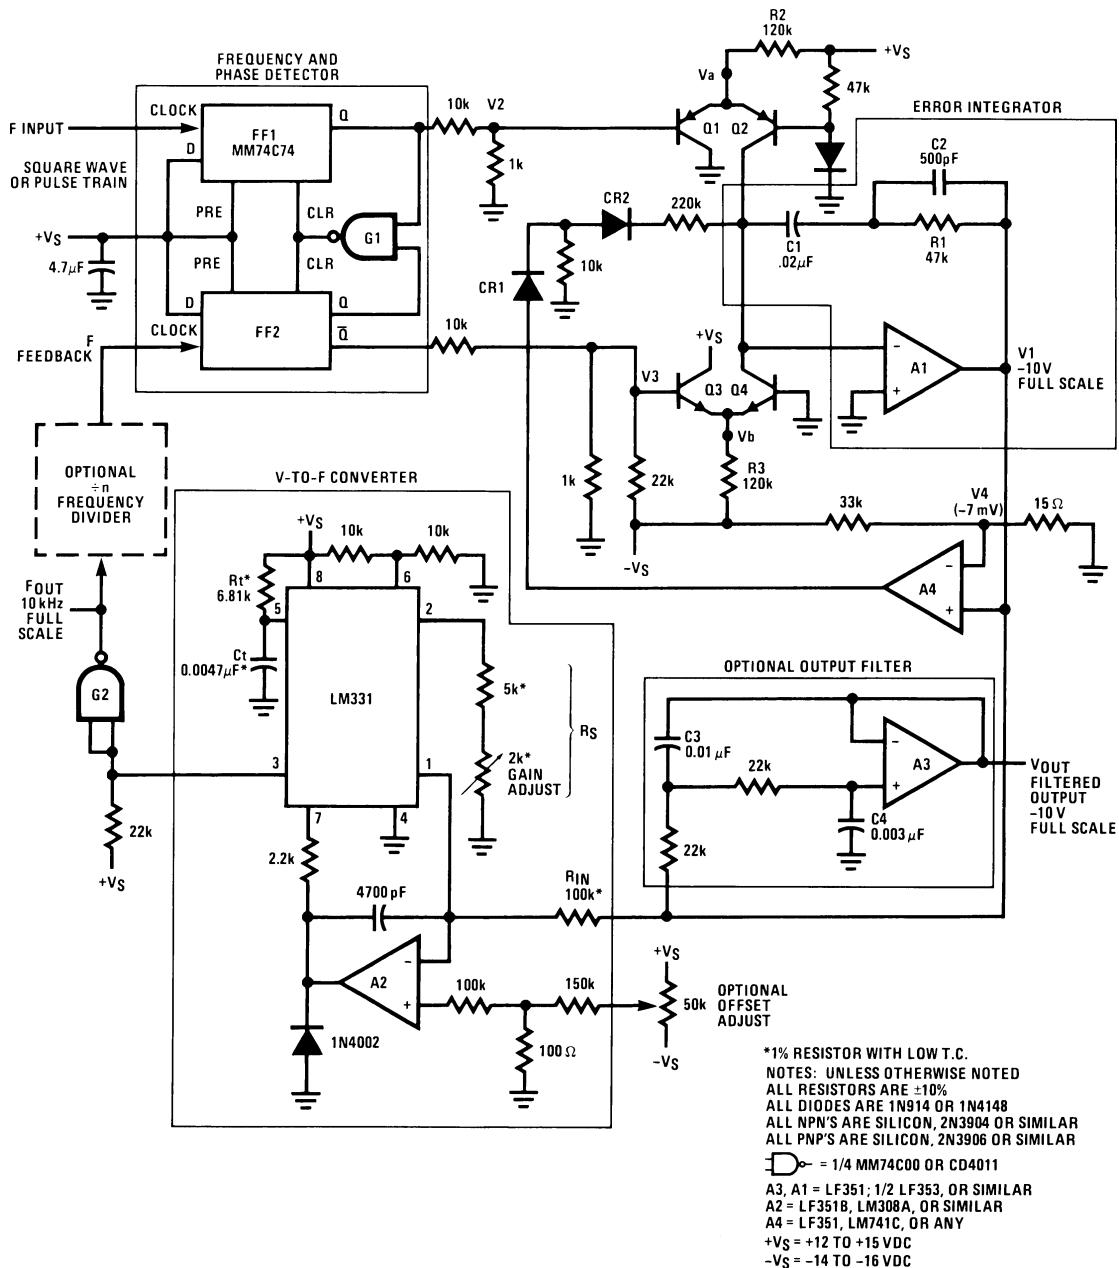 FREQUENCY AND
PHASE DETECTOR
F INPUT
SQUARE WAVE
OR PULSE TRAIN
CLOCK
FF1
MM74C74
Q
D
PRE
CLR
+VS
4.7µF
G1
PRE
CLR
D
Q
Q̅
CLOCK
FF2
F
FEEDBACK
10k
V2
1k
R2
120k
+VS
Va
47k
Q1 Q2
ERROR INTEGRATOR
C2
500pF
CR2
220k
C1
.02µF
R1
47k
10k
CR1
10k
+VS
V3
Q3 Q4
Vb
−
A1
+
V1
−10V
FULL SCALE
1k
22k
R3
120k
33k
V4
(−7 mV)
15 Ω
−VS
−
A4
+
OPTIONAL
÷n
FREQUENCY
DIVIDER
FOUT
10kHz
FULL
SCALE
G2
22k
+VS
V-TO-F CONVERTER
+VS
10k
10k
Rt*
6.81k
8
6
5
2
Ct
0.0047µF*
LM331
5k*
RS
2k*
GAIN
ADJUST
3
1
7
4
2.2k
4700pF
RIN
100k*
−
A2
+
100k
150k
1N4002
100Ω
+VS
50k
−VS
OPTIONAL
OFFSET
ADJUST
OPTIONAL OUTPUT FILTER
C3
0.01 µF
22k
−
A3
+
C4
0.003 µF
22k
VOUT
FILTERED
OUTPUT
−10V
FULL SCALE
*1% RESISTOR WITH LOW T.C.
NOTES: UNLESS OTHERWISE NOTED
ALL RESISTORS ARE ±10%
ALL DIODES ARE 1N914 OR 1N4148
ALL NPN'S ARE SILICON, 2N3904 OR SIMILAR
ALL PNP'S ARE SILICON, 2N3906 OR SIMILAR
= 1/4 MM74C00 OR CD4011
A3, A1 = LF351; 1/2 LF353, OR SIMILAR
A2 = LF351B, LM308A, OR SIMILAR
A4 = LF351, LM741C, OR ANY
+VS = +12 TO +15 VDC
−VS = −14 TO −16 VDC